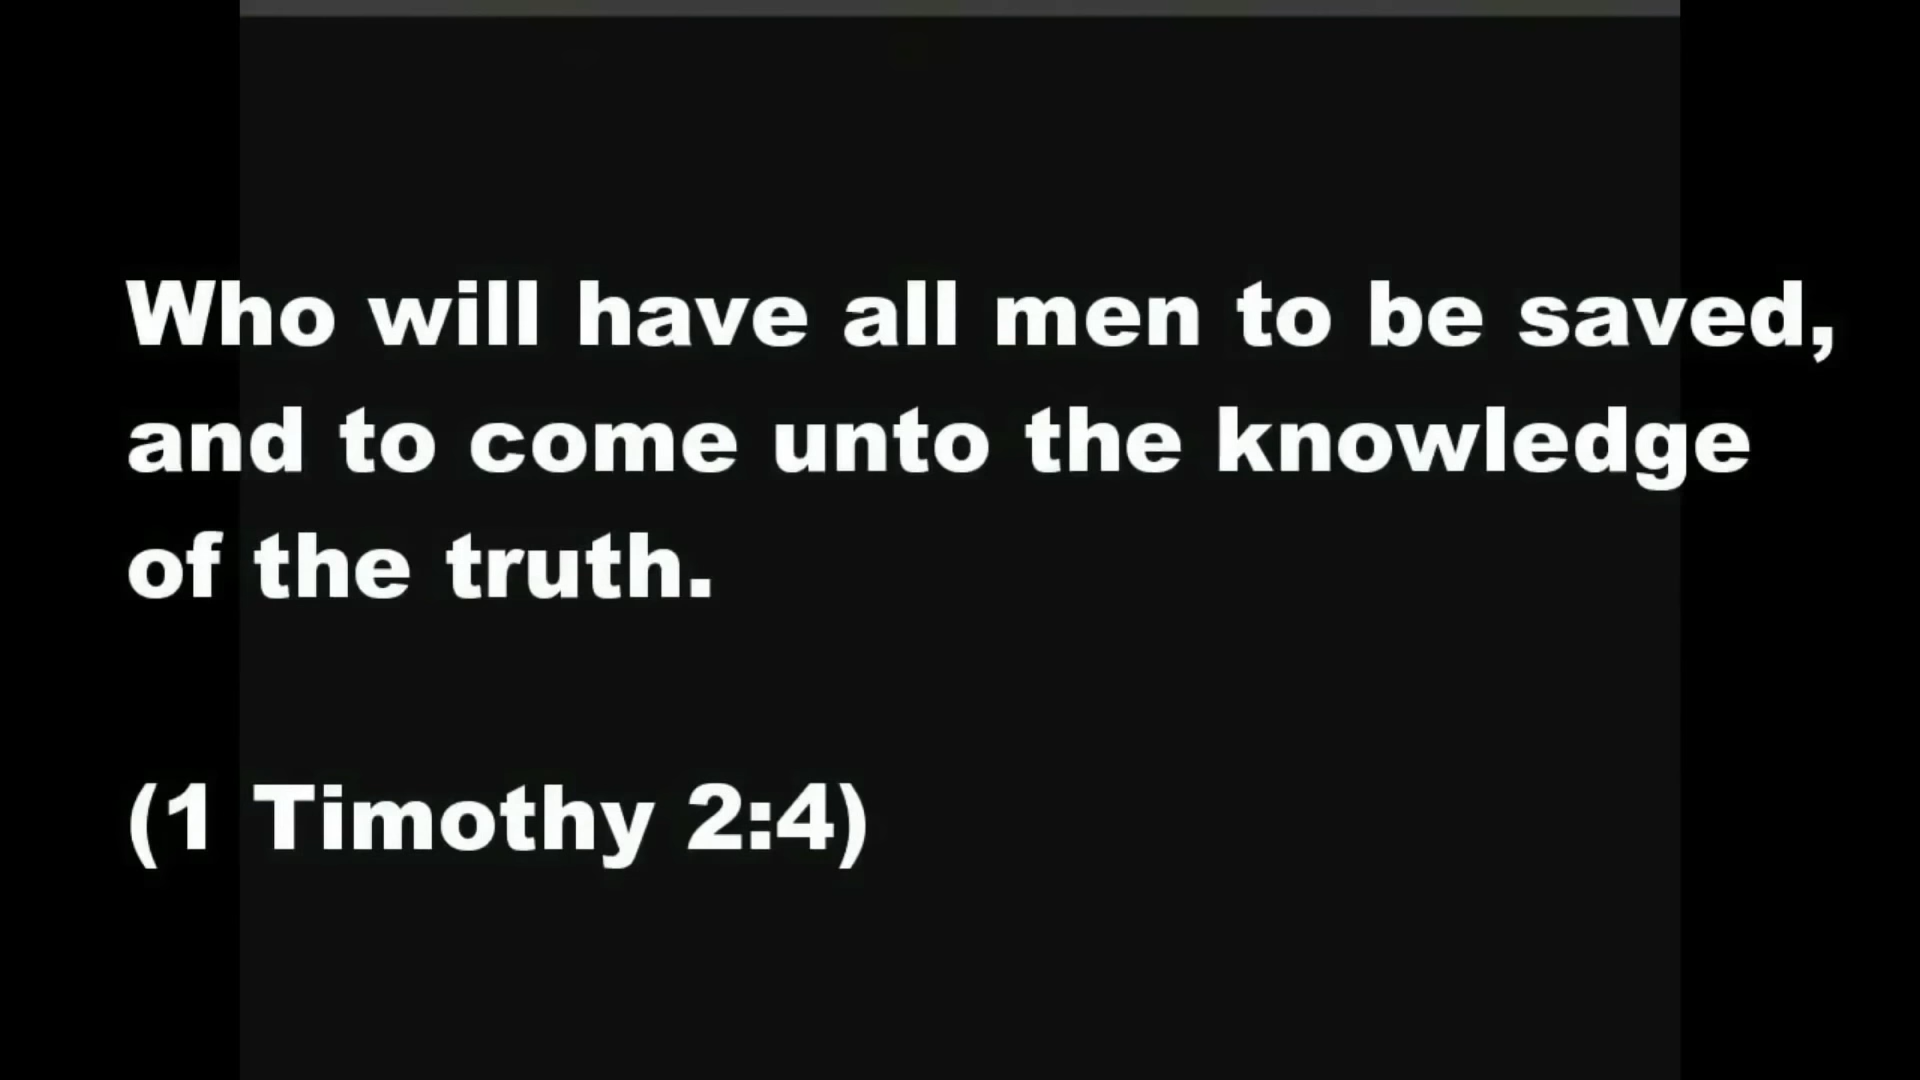 Who will have all men to be saved,
and to come unto the knowledge
of the truth.
(1 Timothy 2:4)